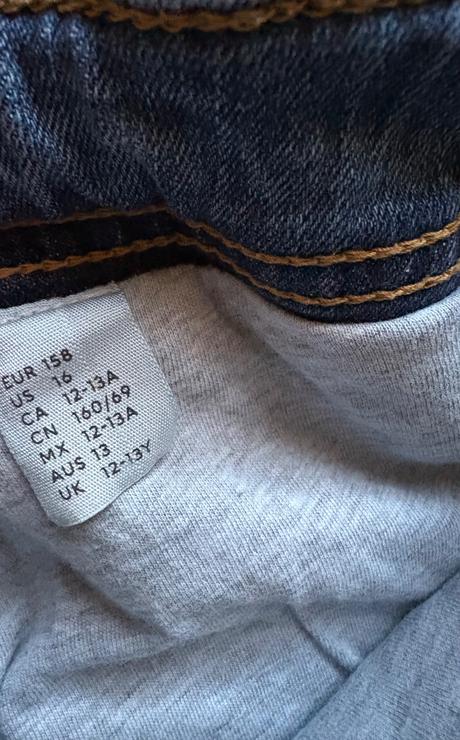 EUR 158
US 16
CA 12-13A
CN 160/69
MX 12-13A
AUS 13
UK 12-13Y